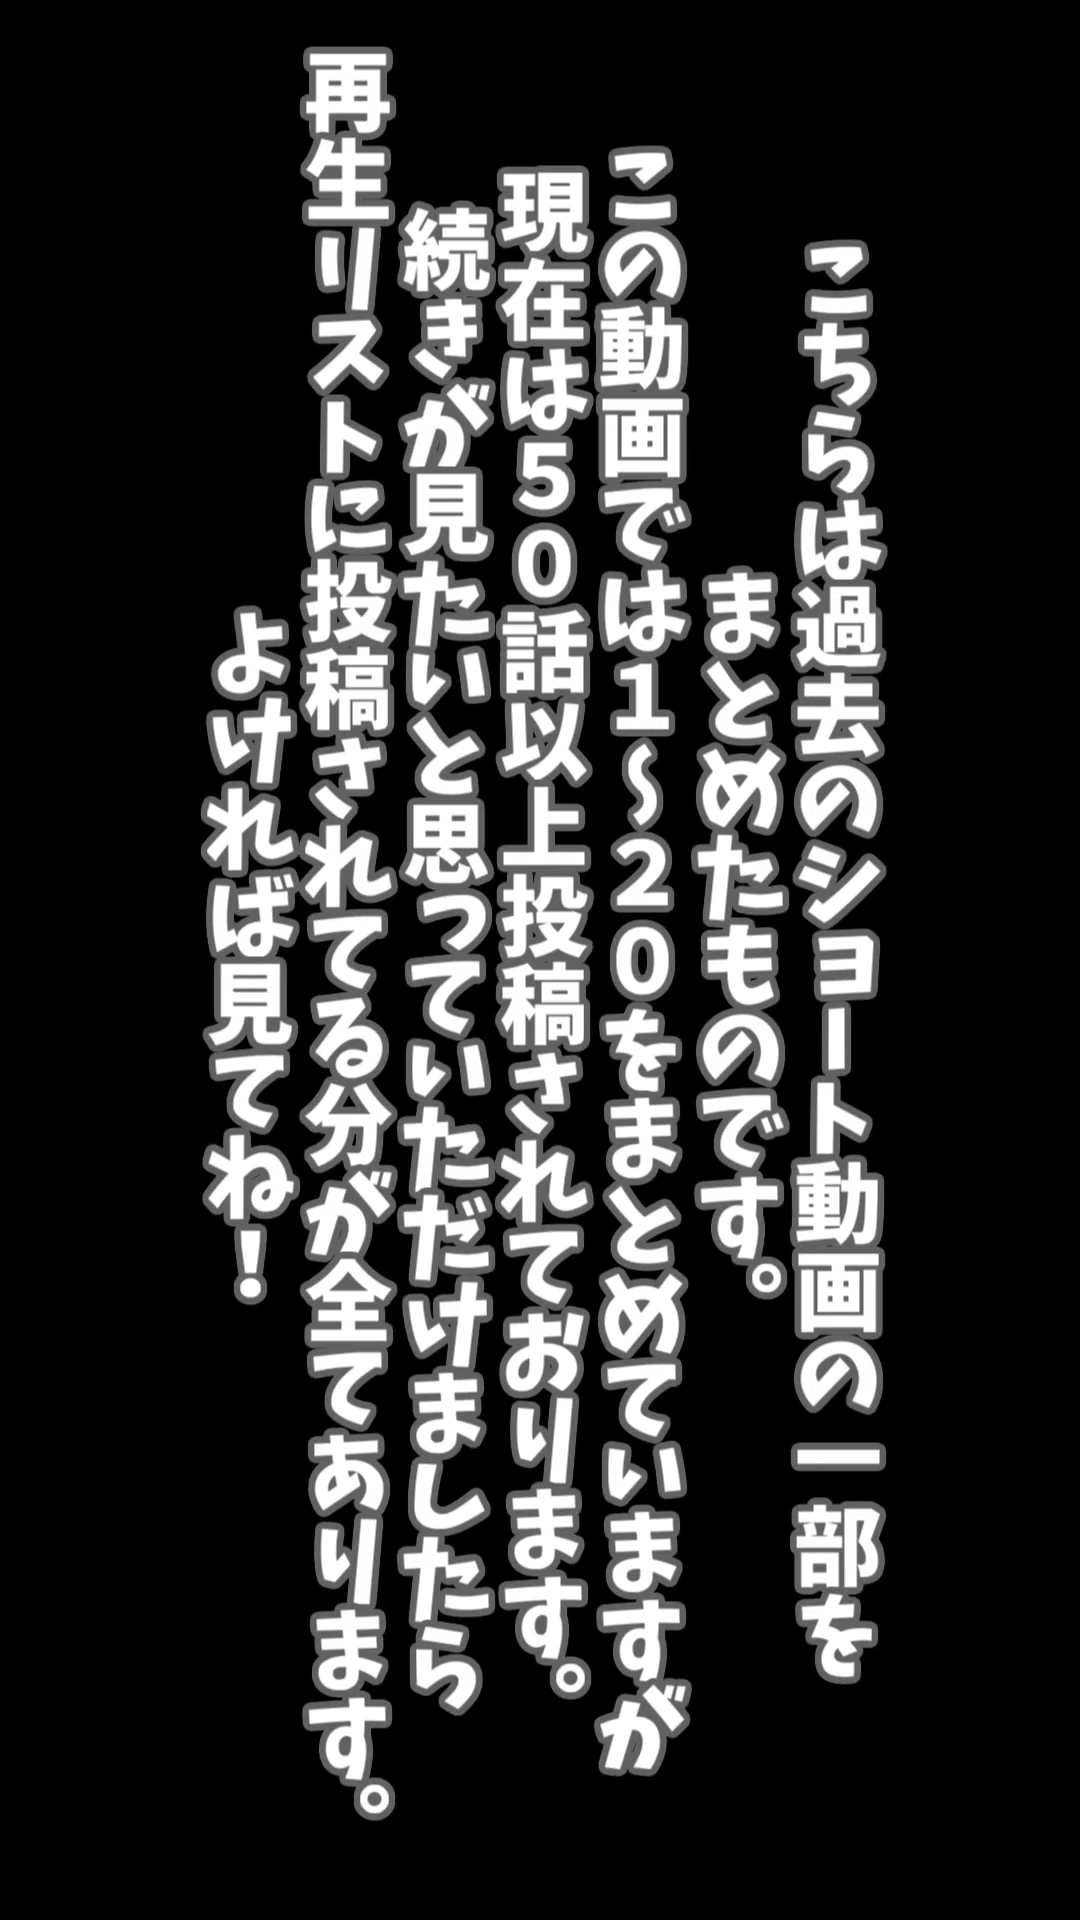 こちらは過去のショート動画の一部を
まとめたものです。
この動画では1～20をまとめていますが
現在は50話以上投稿されております。
続きが見たいと思っていただけましたら
再生リストに投稿されてる分が全てあります。
よければ見てね！